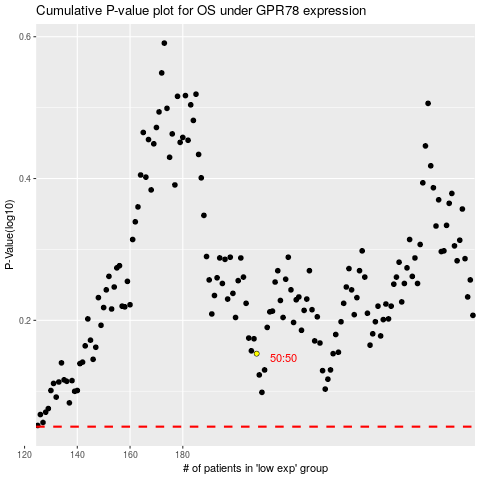 Cumulative P-value plot for OS under GPR78 expression
0.6
0.4
0.2
P-Value(log10)
50:50
120 140 160 180
# of patients in 'low exp' group